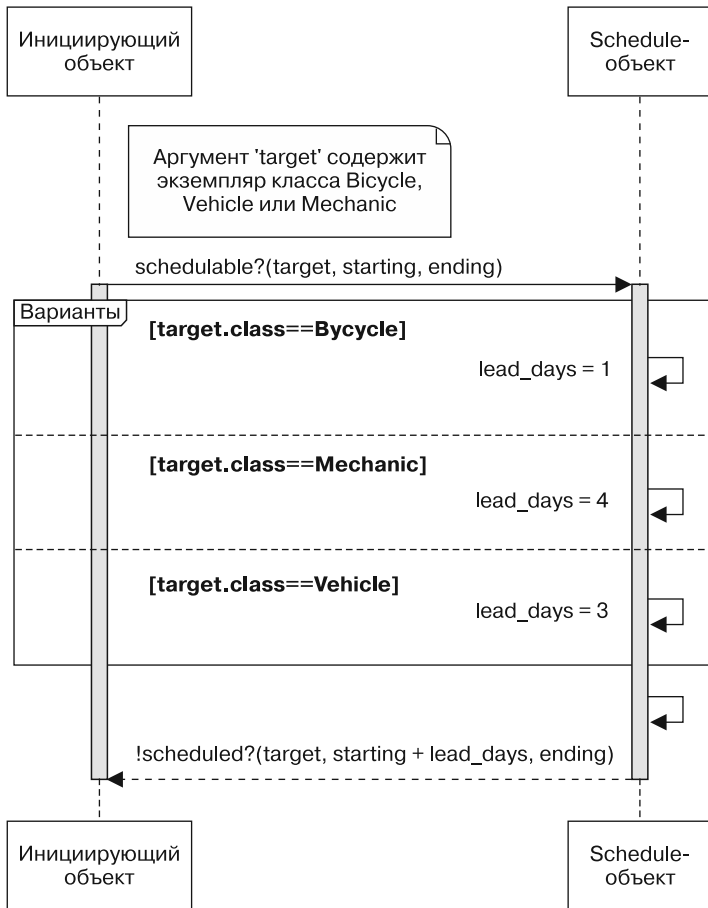 Инициирующий
объект
Schedule-
объект
Аргумент 'target' содержит
экземпляр класса Bicycle,
Vehicle или Mechanic
schedulable?(target, starting, ending)
Варианты
[target.class==Bycycle]
lead_days = 1
[target.class==Mechanic]
lead_days = 4
[target.class==Vehicle]
lead_days = 3
!scheduled?(target, starting + lead_days, ending)
Инициирующий
объект
Schedule-
объект